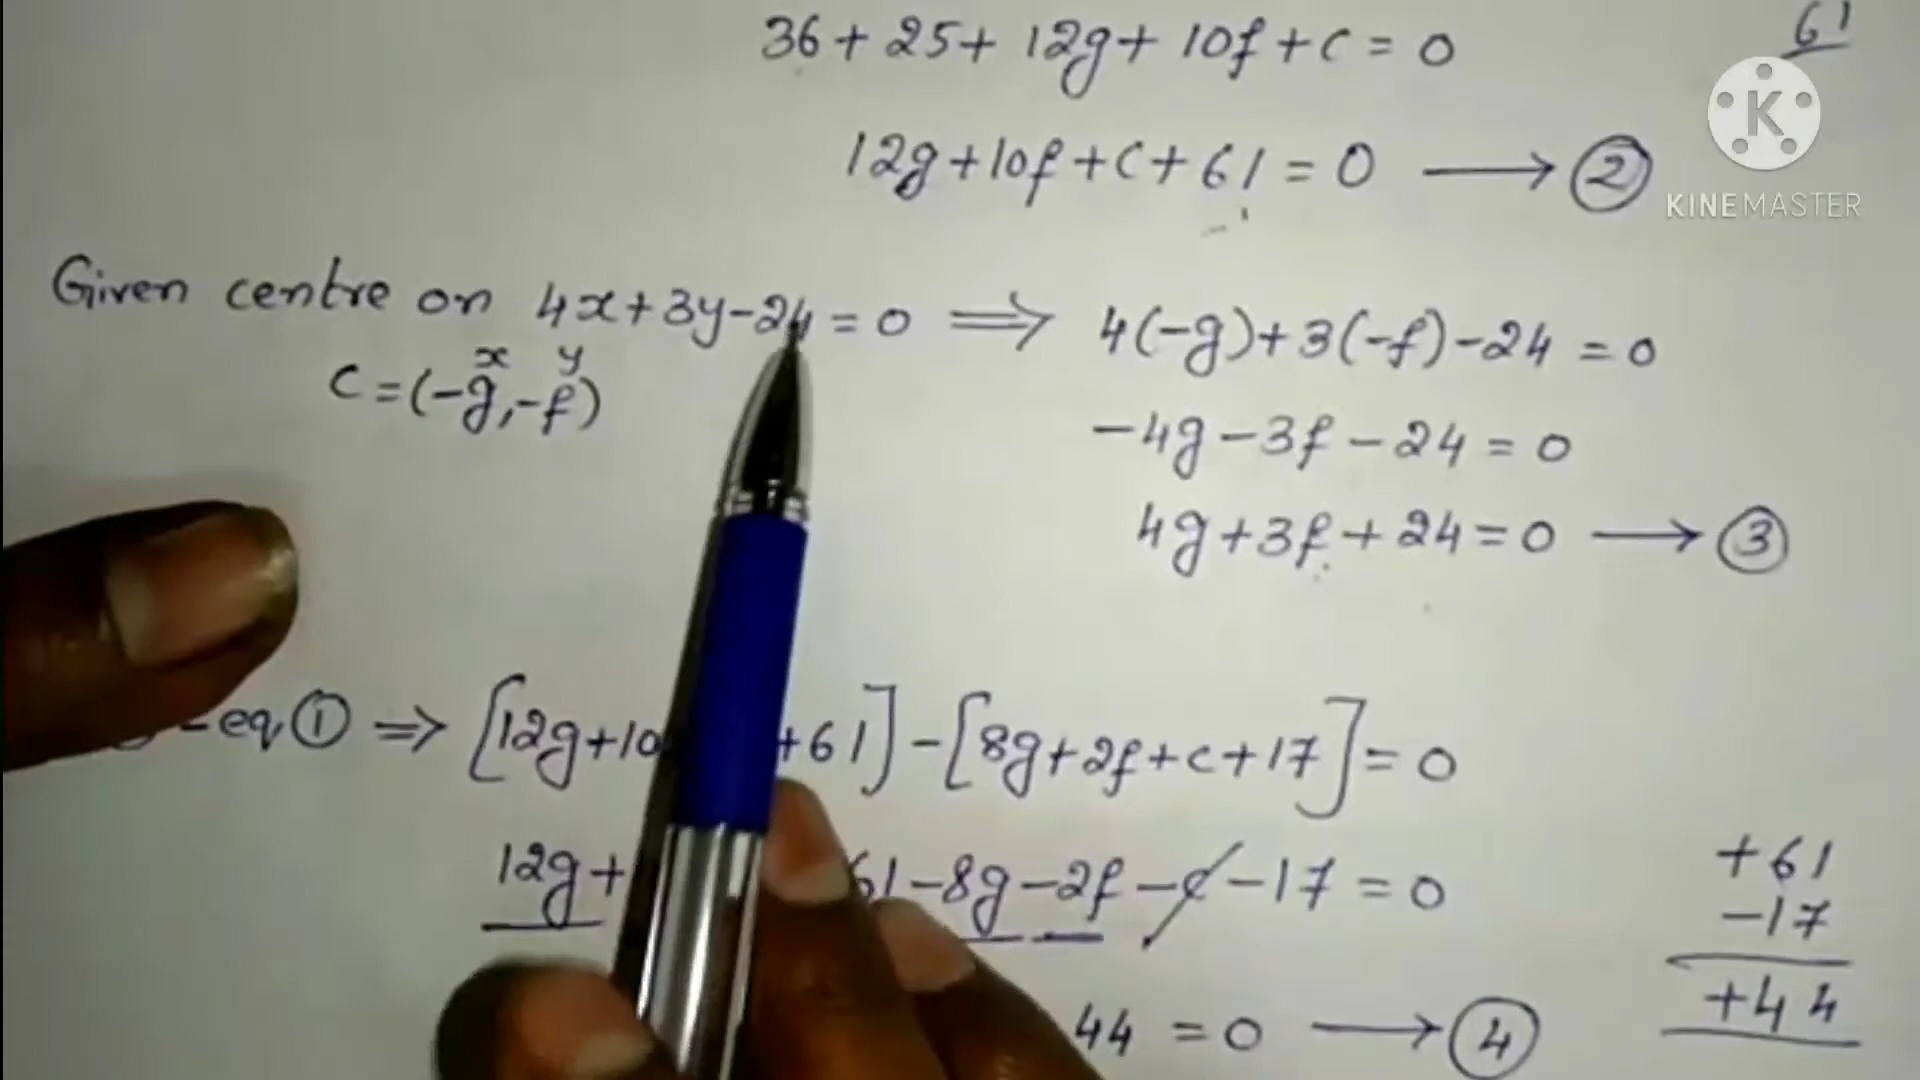 36 + 25 + 12g + 10f + c = 0
61
12g + 10f + c + 61 = 0 ⟶ ②
K
KINEMASTER
Given centre on 4x + 3y - 24 = 0 ⟹ 4(-g) + 3(-f) - 24 = 0
x y
C = (-g, -f)
-4g - 3f - 24 = 0
4g + 3f + 24 = 0 ⟶ ③
- eq ① ⟹ [12g + 10 + 61] - [8g + 2f + c + 17] = 0
12g + 61 - 8g - 2f - c - 17 = 0
+61
-17
+44
44 = 0 ⟶ ④